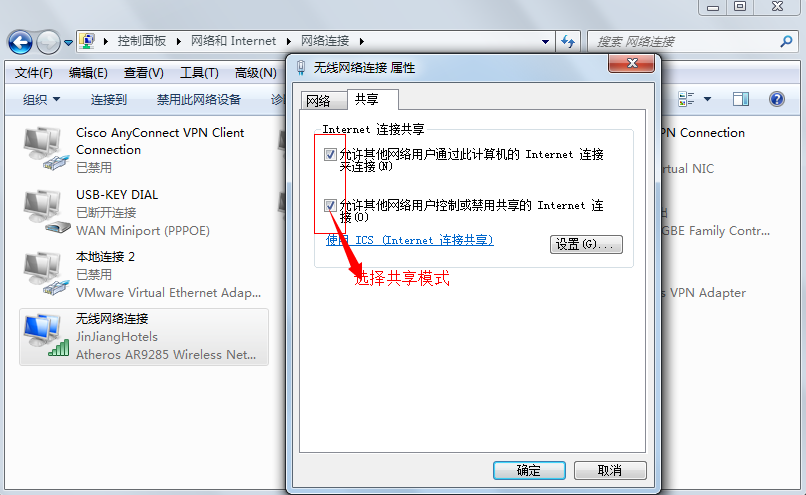 控制面板 ▸ 网络和 Internet ▸ 网络连接 ▸
搜索 网络连接
文件(F) 编辑(E) 查看(V) 工具(T) 高级(N)
组织 连接到 禁用此网络设备
Cisco AnyConnect VPN Client
Connection
已禁用
USB-KEY DIAL
已断开连接
WAN Miniport (PPPOE)
本地连接 2
已禁用
VMware Virtual Ethernet Adap...
无线网络连接
JinJiangHotels
Atheros AR9285 Wireless Net...
无线网络连接 属性
网络 共享
Internet 连接共享
允许其他网络用户通过此计算机的 Internet 连接
来连接(N)
允许其他网络用户控制或禁用共享的 Internet 连
接(O)
使用 ICS (Internet 连接共享)
设置(G)...
选择共享模式
确定 取消
PN Connection
rtual NIC
GBE Family Contr...
s VPN Adapter